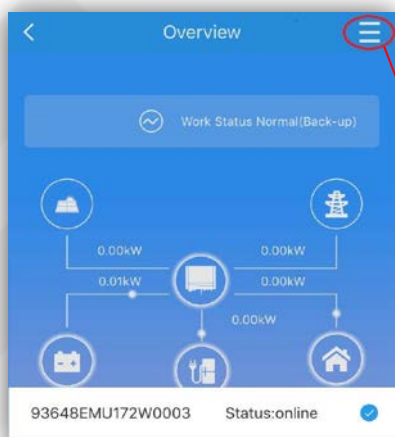 Overview
Work Status Normal(Back-up)
0.00kW
0.00kW
0.01kW
0.00kW
0.00kW
93648EMU172W0003
Status:online